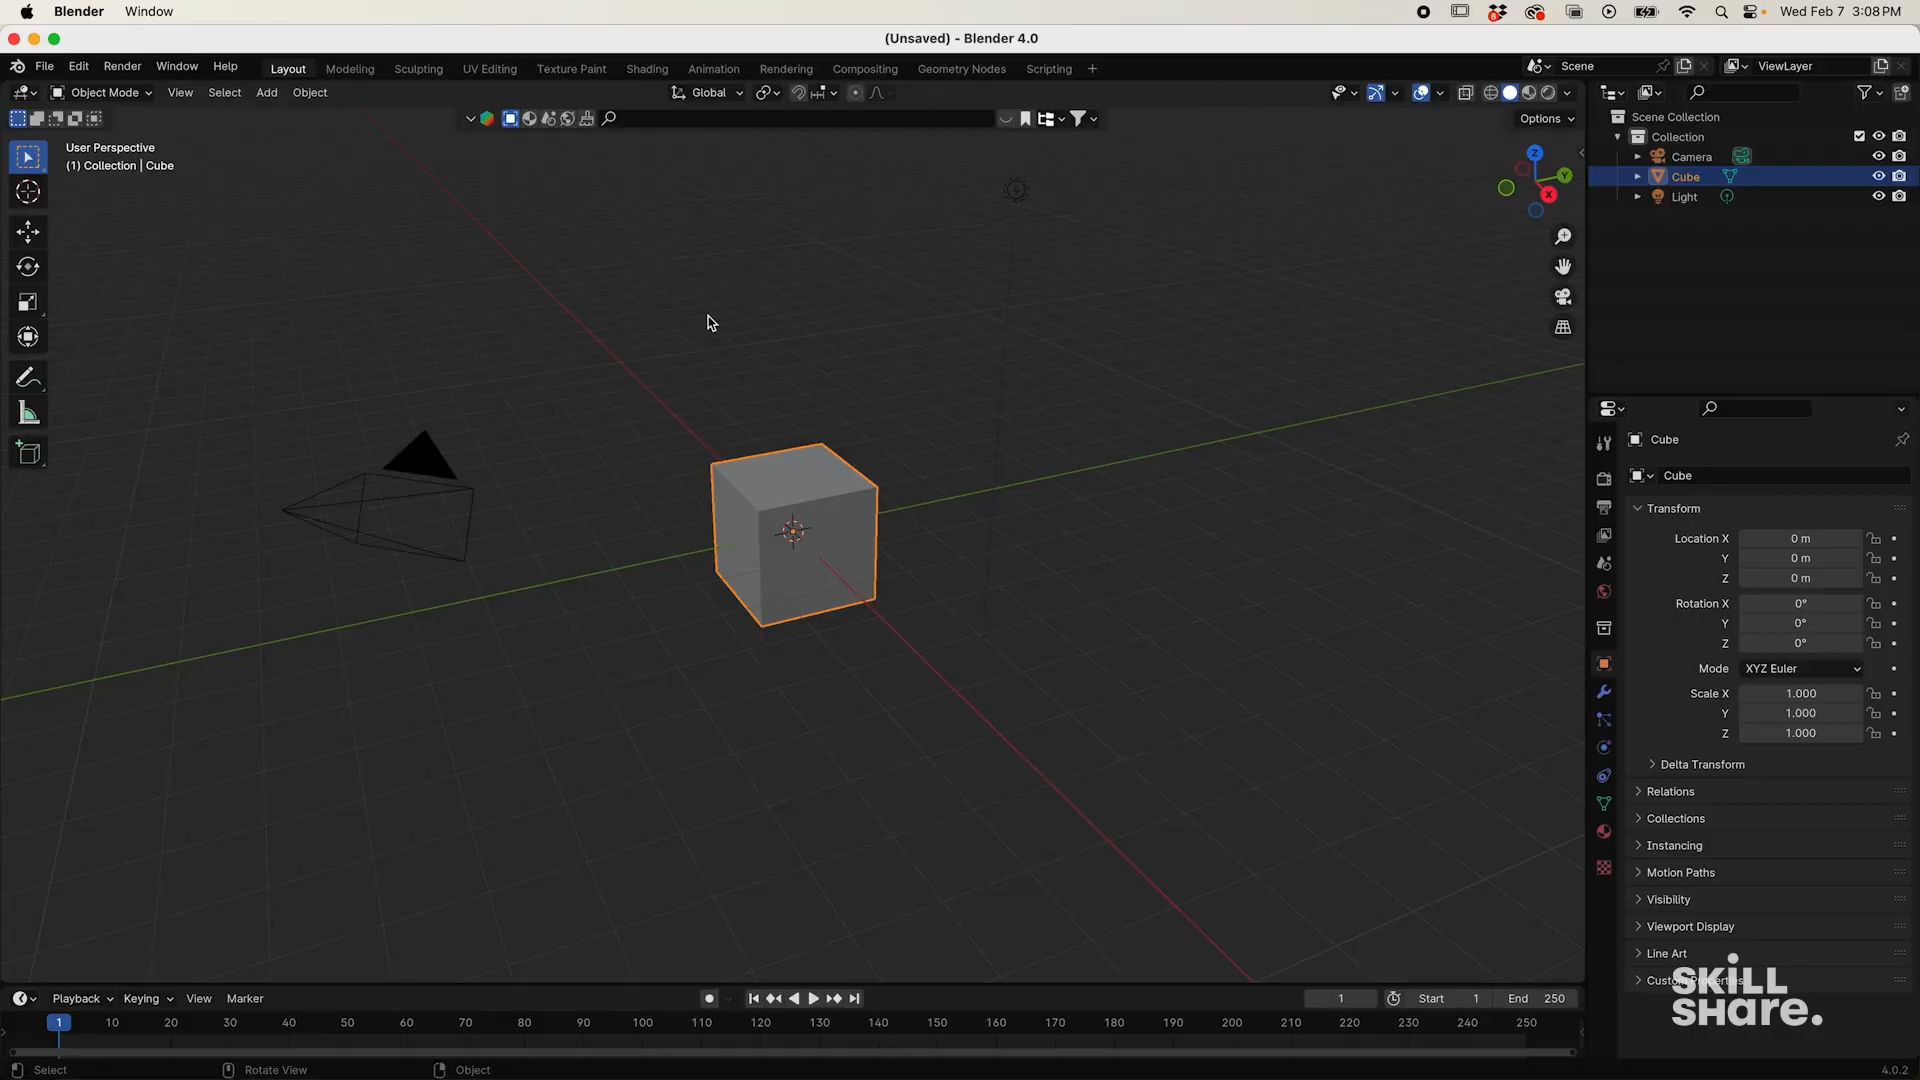 Blender Window
8
Wed Feb 7 3:08 PM
(Unsaved) - Blender 4.0
File Edit Render Window Help
Layout Modeling Sculpting UV Editing Texture Paint Shading Animation Rendering Compositing Geometry Nodes Scripting +
Scene
ViewLayer
Object Mode View Select Add Object
Global
Options
User Perspective
(1) Collection | Cube
Z
Y
X
Scene Collection
Collection
Camera
Cube
Light
Cube
Cube
Transform
Location X 0 m
Y 0 m
Z 0 m
Rotation X 0°
Y 0°
Z 0°
Mode XYZ Euler
Scale X 1.000
Y 1.000
Z 1.000
Delta Transform
Relations
Collections
Instancing
Motion Paths
Visibility
Viewport Display
Line Art
Custom Properties
SKILL
SHare.
Playback Keying View Marker
1 Start 1 End 250
1 10 20 30 40 50 60 70 80 90 100 110 120 130 140 150 160 170 180 190 200 210 220 230 240 250
Select Rotate View Object
4.0.2